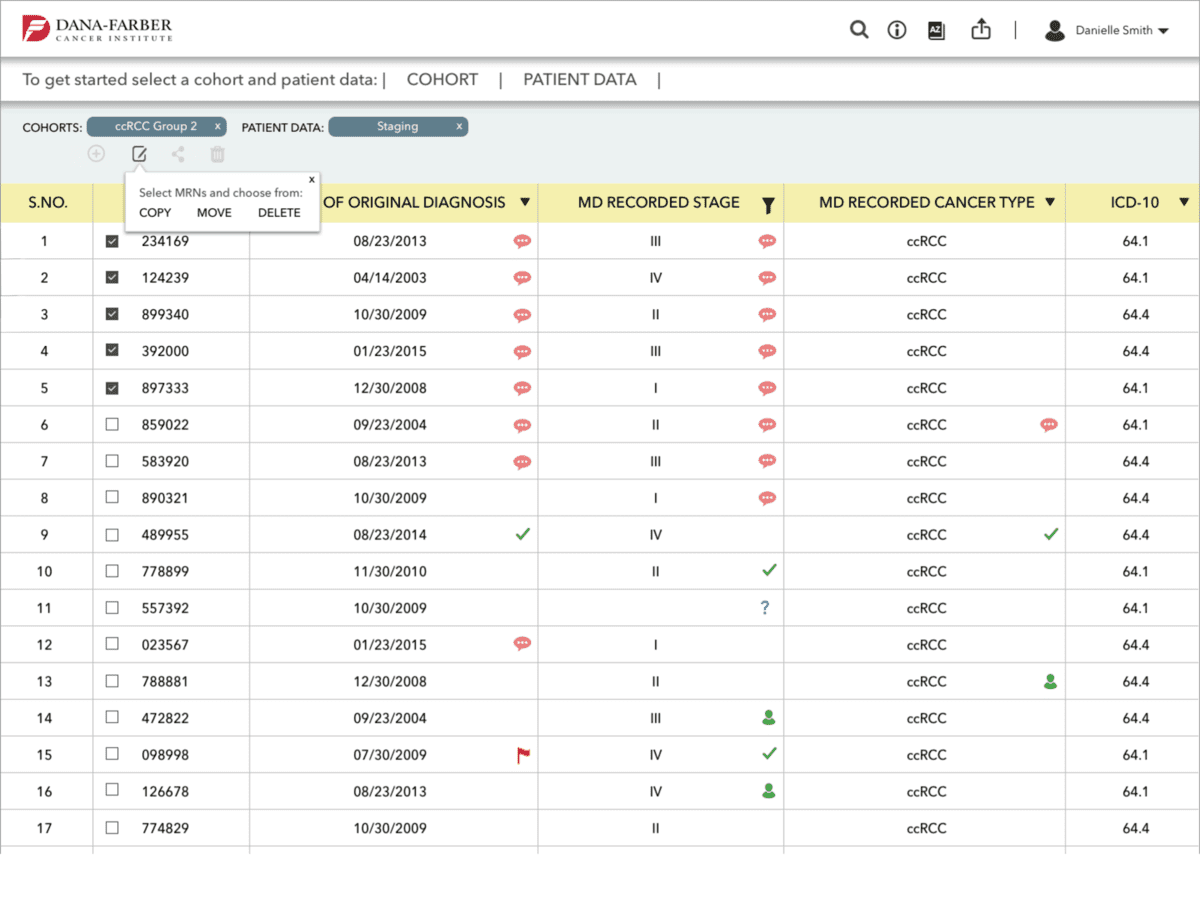 DANA-FARBER
CANCER INSTITUTE
AZ
Danielle Smith
To get started select a cohort and patient data: | COHORT | PATIENT DATA |
COHORTS: ccRCC Group 2 x PATIENT DATA: Staging x
x
Select MRNs and choose from:
COPY MOVE DELETE
S.NO. OF ORIGINAL DIAGNOSIS MD RECORDED STAGE MD RECORDED CANCER TYPE ICD-10
1 234169 08/23/2013 III ccRCC 64.1
2 124239 04/14/2003 IV ccRCC 64.1
3 899340 10/30/2009 II ccRCC 64.4
4 392000 01/23/2015 III ccRCC 64.4
5 897333 12/30/2008 I ccRCC 64.1
6 859022 09/23/2004 II ccRCC 64.1
7 583920 08/23/2013 III ccRCC 64.4
8 890321 10/30/2009 I ccRCC 64.4
9 489955 08/23/2014 IV ccRCC 64.4
10 778899 11/30/2010 II ccRCC 64.1
11 557392 10/30/2009 ? ccRCC 64.1
12 023567 01/23/2015 I ccRCC 64.4
13 788881 12/30/2008 II ccRCC 64.4
14 472822 09/23/2004 III ccRCC 64.4
15 098998 07/30/2009 IV ccRCC 64.1
16 126678 08/23/2013 IV ccRCC 64.1
17 774829 10/30/2009 II ccRCC 64.4